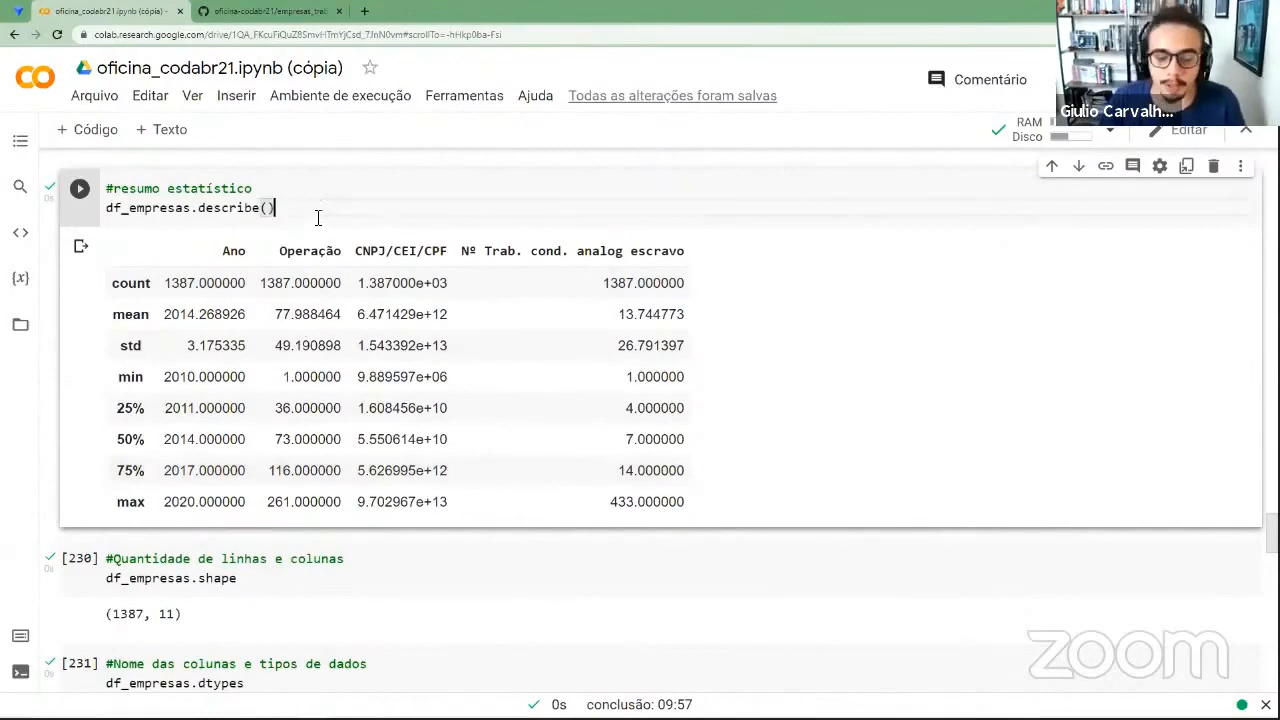 oficina_codabr21.ipynb (cópia) -
oficina-codabr21/empresas_trab
colab.research.google.com/drive/1QA_FKcuFiQuZ8SmvHTmYjCsd_7JnN0vm#scrollTo=-hHkp0ba-Fsi
oficina_codabr21.ipynb (cópia)
Arquivo Editar Ver Inserir Ambiente de execução Ferramentas Ajuda Todas as alterações foram salvas
Comentário
Giulio Carvalh...
+ Código + Texto
RAM
Disco
Editar
0s
#resumo estatístico
df_empresas.describe()
Ano Operação CNPJ/CEI/CPF Nº Trab. cond. analog escravo
count 1387.000000 1387.000000 1.387000e+03 1387.000000
mean 2014.268926 77.988464 6.471429e+12 13.744773
std 3.175335 49.190898 1.543392e+13 26.791397
min 2010.000000 1.000000 9.889597e+06 1.000000
25% 2011.000000 36.000000 1.608456e+10 4.000000
50% 2014.000000 73.000000 5.550614e+10 7.000000
75% 2017.000000 116.000000 5.626995e+12 14.000000
max 2020.000000 261.000000 9.702967e+13 433.000000
[230] #Quantidade de linhas e colunas
0s
df_empresas.shape
(1387, 11)
[231] #Nome das colunas e tipos de dados
0s
df_empresas.dtypes
zoom
0s conclusão: 09:57